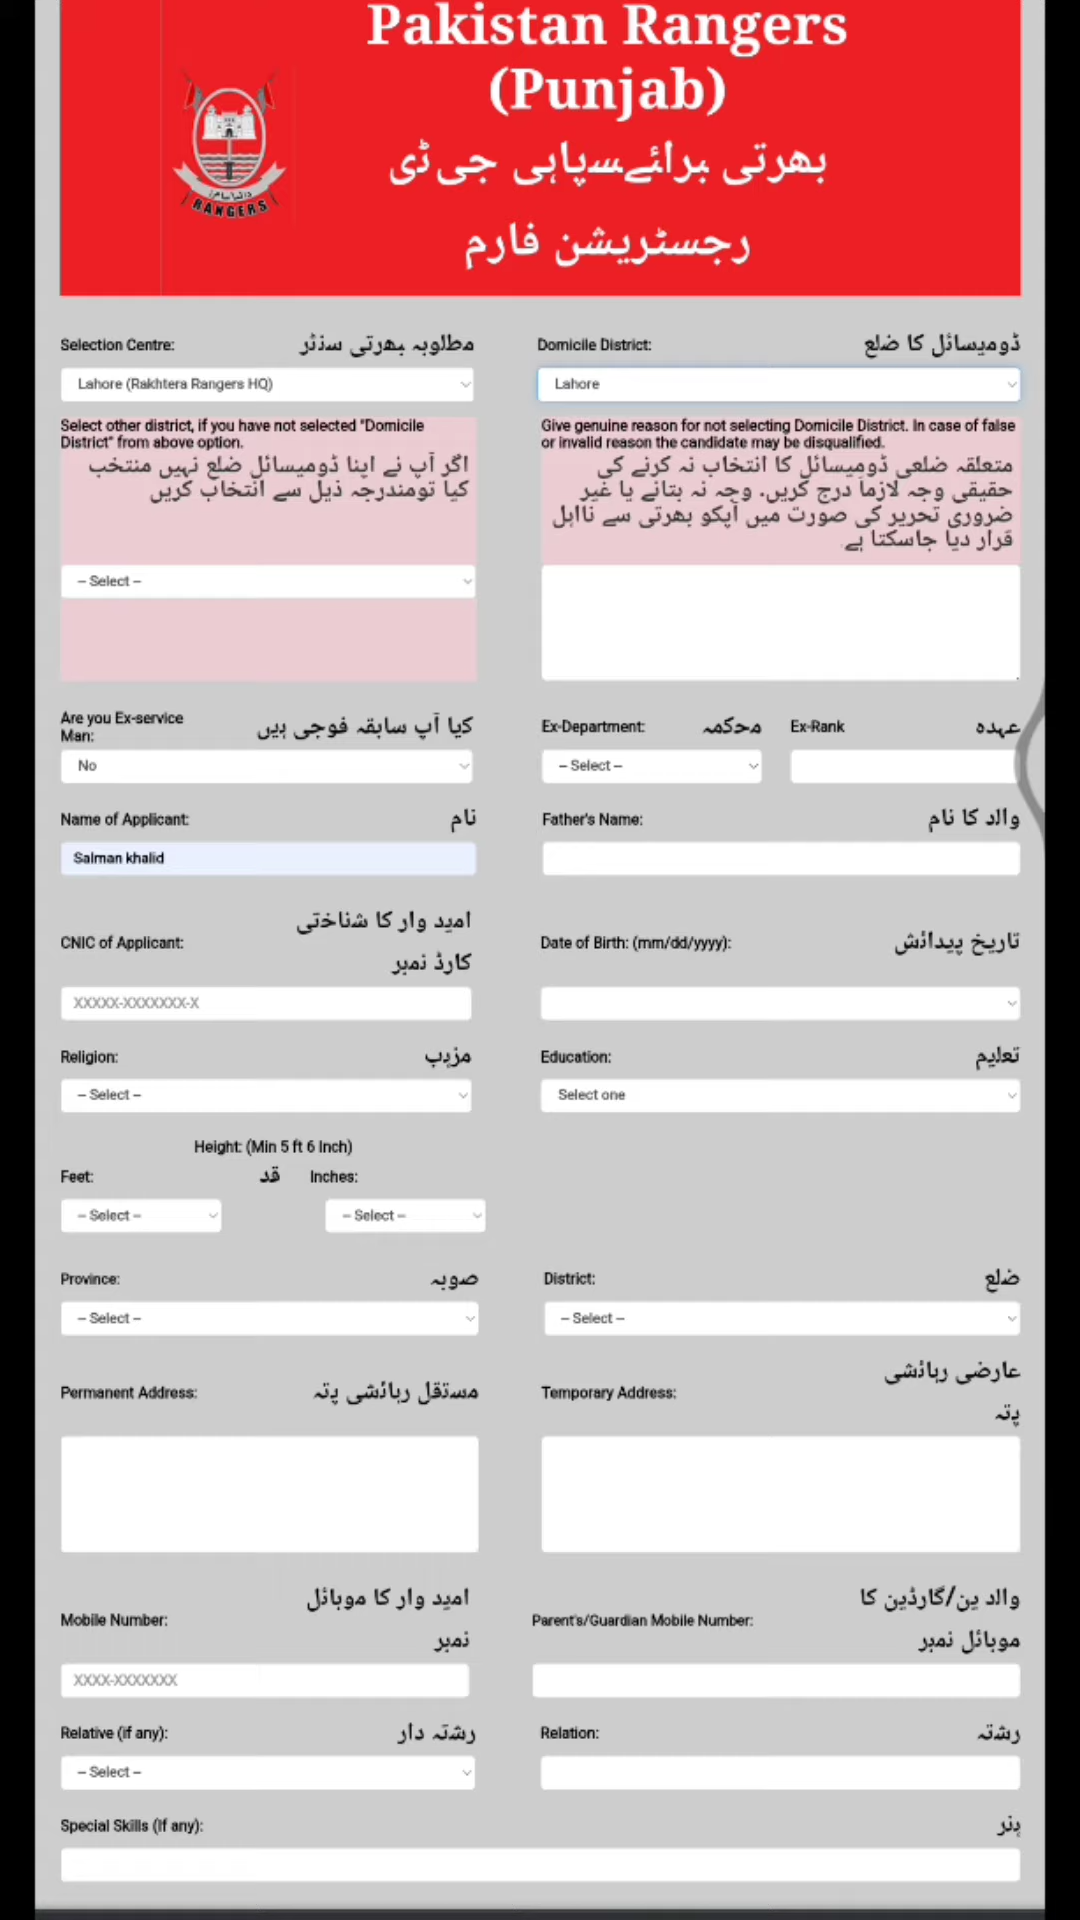 Pakistan Rangers
(Punjab)
بھرتی برائےسپاہی جی ڈی
رجسٹریشن فارم
RANGERS
Selection Centre: مطلوبہ بھرتی سنٹر
Lahore (Rakhtera Rangers HQ)
Domicile District: ڈومیسائل کا ضلع
Lahore
Select other district, if you have not selected "Domicile
District" from above option.
اگر آپ نے اپنا ڈومیسائل ضلع نہیں منتخب
کیا تومندرجہ ذیل سے انتخاب کریں
-- Select --
Give genuine reason for not selecting Domicile District. In case of false
or invalid reason the candidate may be disqualified.
متعلقہ ضلعی ڈومیسائل کا انتخاب نہ کرنے کی
حقیقی وجہ لازماَ درج کریں۔ وجہ نہ بتانے یا غیر
ضروری تحریر کی صورت میں آپکو بھرتی سے نااہل
قرار دیا جاسکتا ہے
Are you Ex-service
Man:
کیا آپ سابقہ فوجی ہیں
No
Ex-Department: محکمہ
-- Select --
Ex-Rank عہدہ
Name of Applicant: نام
Salman khalid
Father's Name: والد کا نام
CNIC of Applicant:
امید وار کا شناختی
کارڈ نمبر
XXXXX-XXXXXXX-X
Date of Birth: (mm/dd/yyyy): تاریخ پیدائش
Religion: مزہب
-- Select --
Education: تعلیم
Select one
Height: (Min 5 ft 6 Inch)
Feet: قد Inches:
-- Select -- -- Select --
Province: صوبہ
-- Select --
District: ضلع
-- Select --
Permanent Address: مستقل رہائشی پتہ
Temporary Address:
عارضی رہائشی
پتہ
Mobile Number:
امید وار کا موبائل
نمبر
XXXX-XXXXXXX
Parent's/Guardian Mobile Number:
والد ین/گارڈین کا
موبائل نمبر
Relative (if any): رشتہ دار
-- Select --
Relation: رشتہ
Special Skills (If any): ہنر